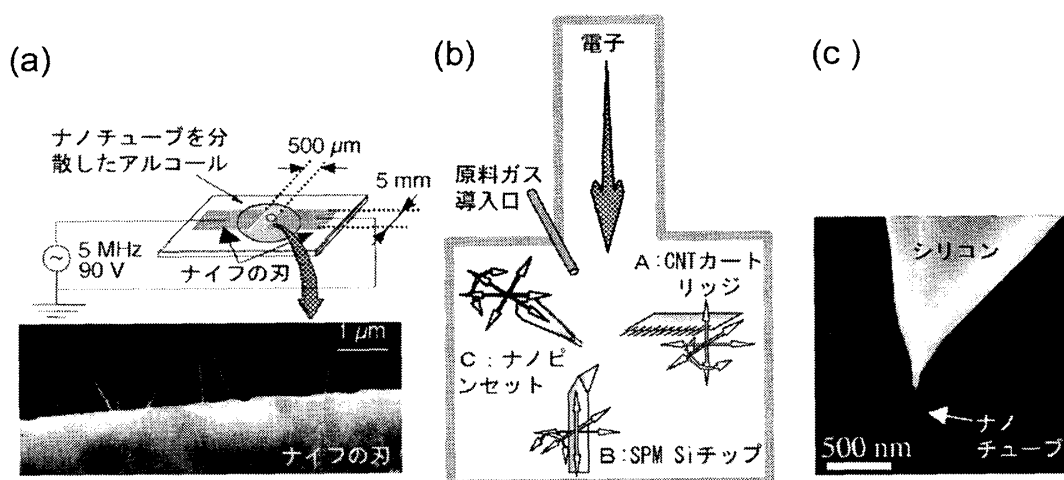 (a)
ナノチューブを分
散したアルコール
500 μm
5 mm
5 MHz
90 V
ナイフの刃
1 μm
ナイフの刃
(b)
電子
原料ガス
導入口
A:CNTカート
リッジ
C:ナノピ
ンセット
B:SPM Siチップ
(c )
シリコン
ナノ
チューブ
500 nm